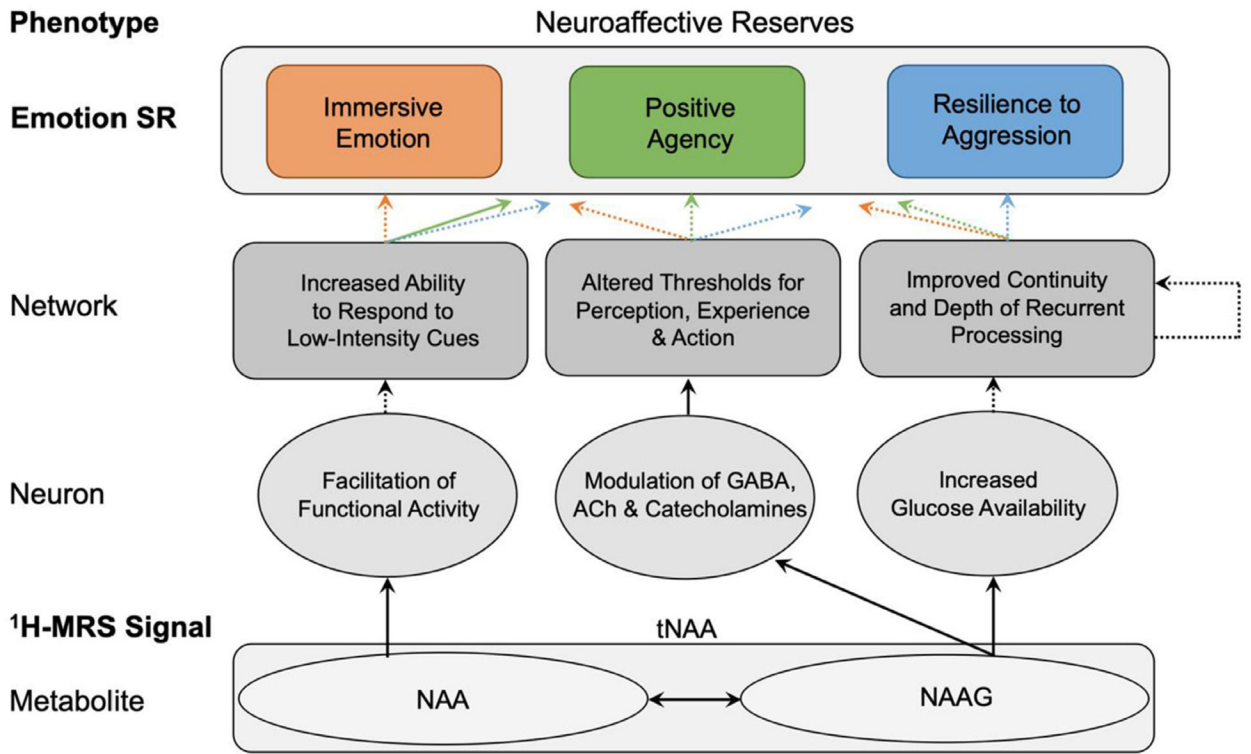 Phenotype
Neuroaffective Reserves
Emotion SR
Immersive
Emotion
Positive
Agency
Resilience to
Aggression
Network
Increased Ability
to Respond to
Low-Intensity Cues
Altered Thresholds for
Perception, Experience
& Action
Improved Continuity
and Depth of Recurrent
Processing
Neuron
Facilitation of
Functional Activity
Modulation of GABA,
ACh & Catecholamines
Increased
Glucose Availability
¹H-MRS Signal
tNAA
Metabolite
NAA
NAAG